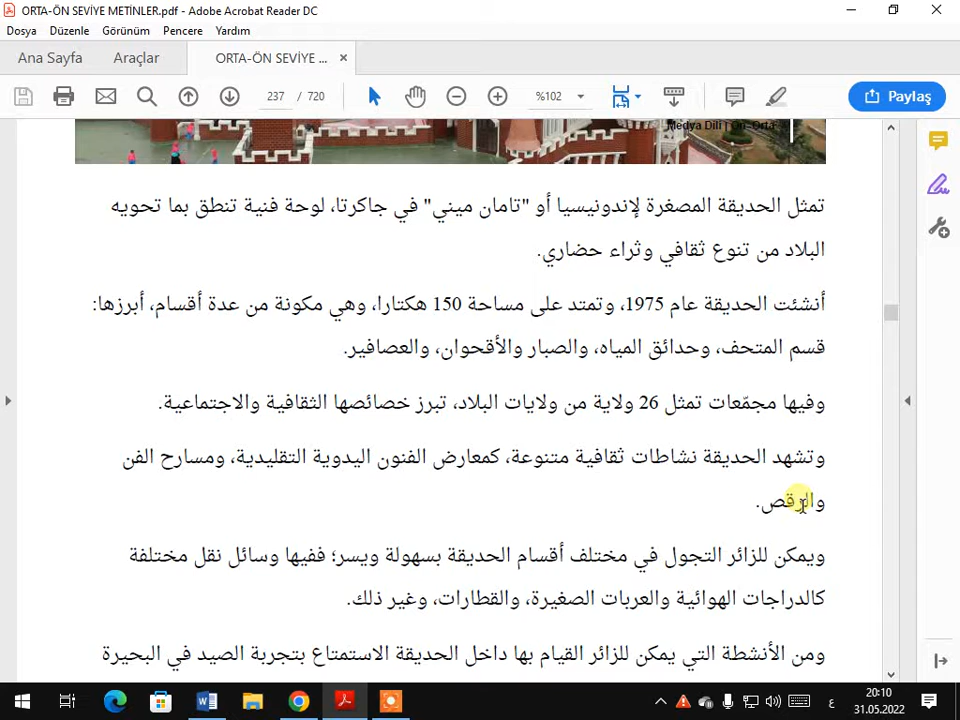 ORTA-ÖN SEVİYE METİNLER.pdf - Adobe Acrobat Reader DC
Dosya Düzenle Görünüm Pencere Yardım
Ana Sayfa Araçlar ORTA-ÖN SEVİYE ... ×
237 / 720 %102 Paylaş
Medya Dili | Ön-Orta
تمثل الحديقة المصغرة لإندونيسيا أو "تامان ميني" في جاكرتا، لوحة فنية تنطق بما تحويه
البلاد من تنوع ثقافي وثراء حضاري.
أنشئت الحديقة عام 1975، وتمتد على مساحة 150 هكتارا، وهي مكونة من عدة أقسام، أبرزها:
قسم المتحف، وحدائق المياه، والصبار والأقحوان، والعصافير.
وفيها مجمّعات تمثل 26 ولاية من ولايات البلاد، تبرز خصائصها الثقافية والاجتماعية.
وتشهد الحديقة نشاطات ثقافية متنوعة، كمعارض الفنون اليدوية التقليدية، ومسارح الفن
والرقص.
ويمكن للزائر التجول في مختلف أقسام الحديقة بسهولة ويسر؛ ففيها وسائل نقل مختلفة
كالدراجات الهوائية والعربات الصغيرة، والقطارات، وغير ذلك.
ومن الأنشطة التي يمكن للزائر القيام بها داخل الحديقة الاستمتاع بتجربة الصيد في البحيرة
ع 20:10
31.05.2022